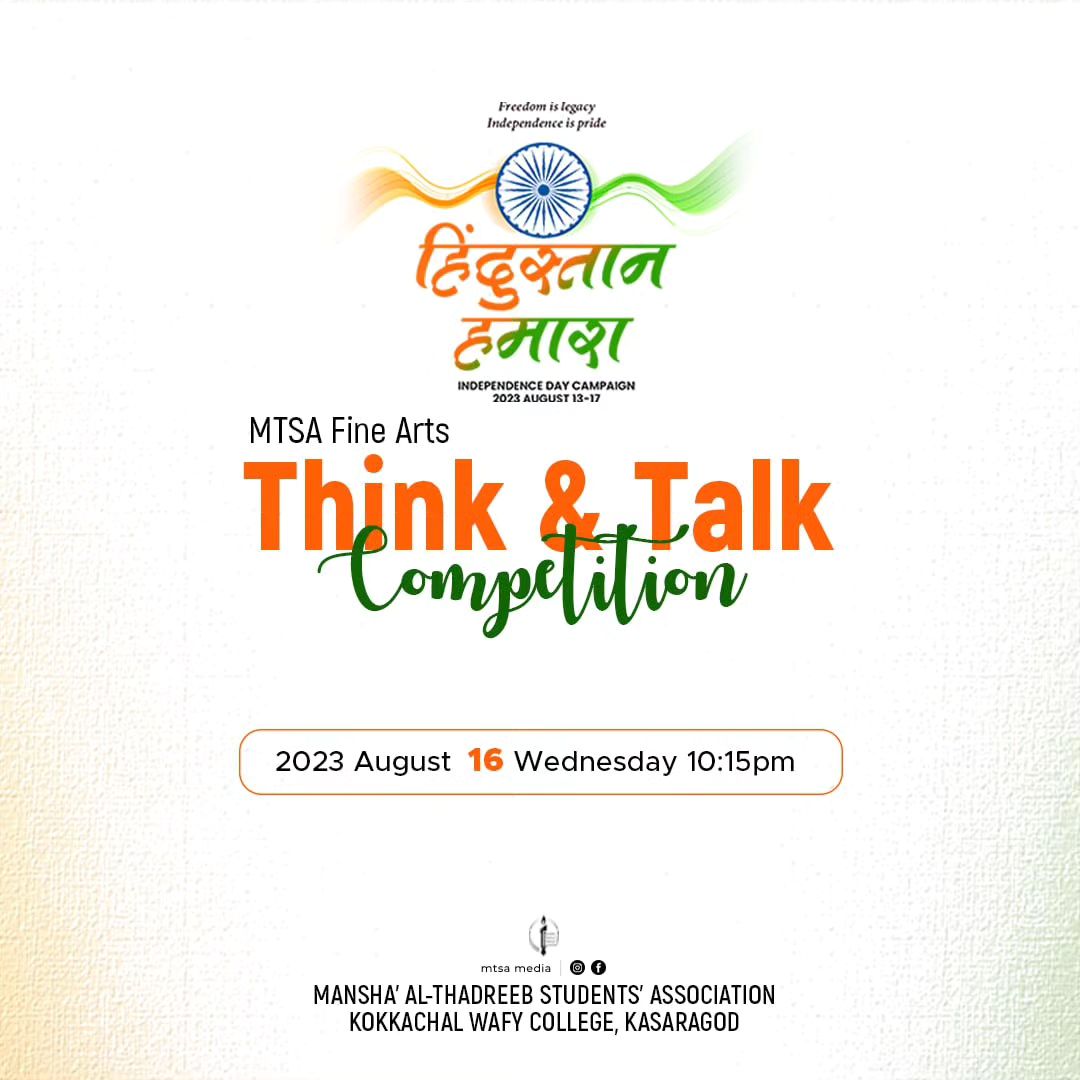 Freedom is legacy
Independence is pride
हिंदुस्तान
हमारा
INDEPENDENCE DAY CAMPAIGN
2023 AUGUST 13-17
MTSA Fine Arts
Think & Talk
Competition
2023 August 16 Wednesday 10:15pm
mtsa media
MANSHA' AL-THADREEB STUDENTS' ASSOCIATION
KOKKACHAL WAFY COLLEGE, KASARAGOD